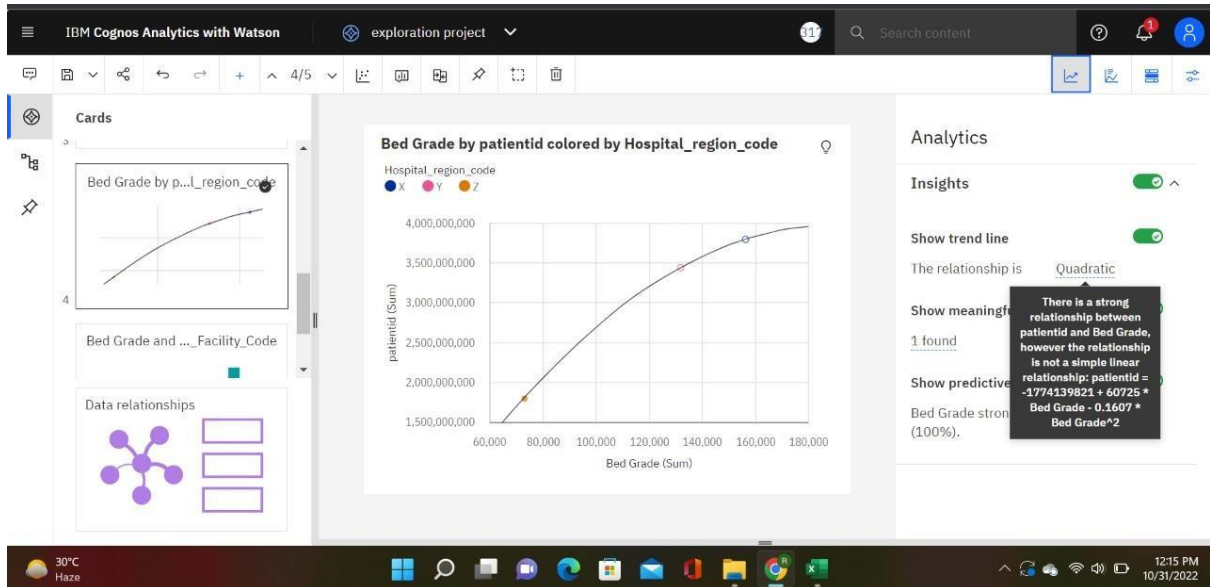 IBM Cognos Analytics with Watson
exploration project
Search content
1
4/5
Cards
Bed Grade by p...l_region_code
4
Bed Grade and ..._Facility_Code
Data relationships
Bed Grade by patientid colored by Hospital_region_code
Hospital_region_code
X Y Z
4,000,000,000
3,500,000,000
3,000,000,000
2,500,000,000
2,000,000,000
1,500,000,000
patientid (Sum)
60,000 80,000 100,000 120,000 140,000 160,000 180,000
Bed Grade (Sum)
Analytics
Insights
Show trend line
The relationship is Quadratic
There is a strong
relationship between
patientid and Bed Grade,
however the relationship
is not a simple linear
relationship: patientid =
-1774139821 + 60725 *
Bed Grade - 0.1607 *
Bed Grade^2
Show meaningf
1 found
Show predictive
Bed Grade stron
(100%).
30°C
Haze
12:15 PM
10/31/2022